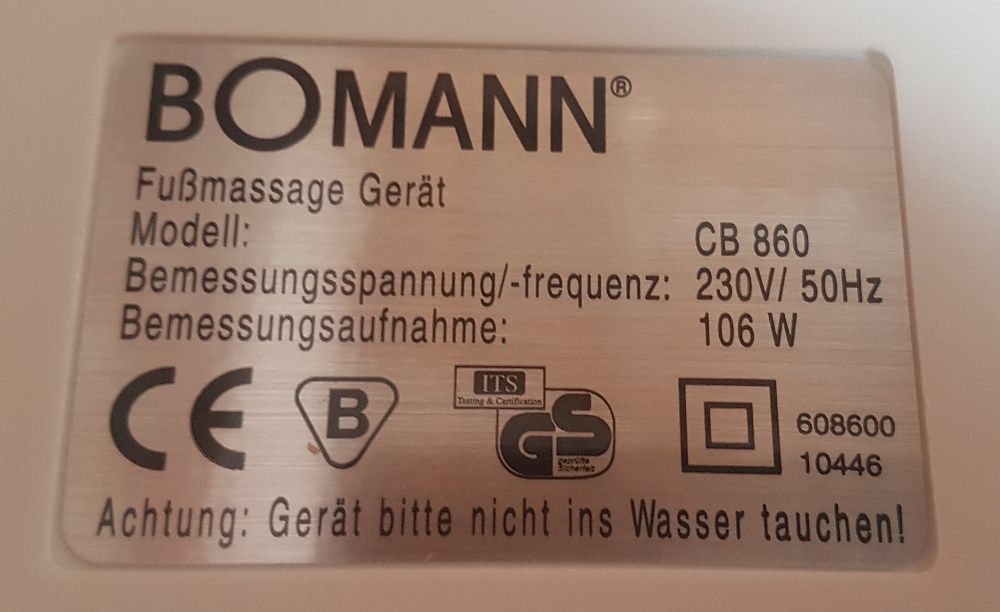 BOMANN®
Fußmassage Gerät
Modell: CB 860
Bemessungsspannung/-frequenz: 230V/ 50Hz
Bemessungsaufnahme: 106 W
CE
B
ITS
Testing & Certification
GS
geprüfte
Sicherheit
608600
10446
Achtung: Gerät bitte nicht ins Wasser tauchen!